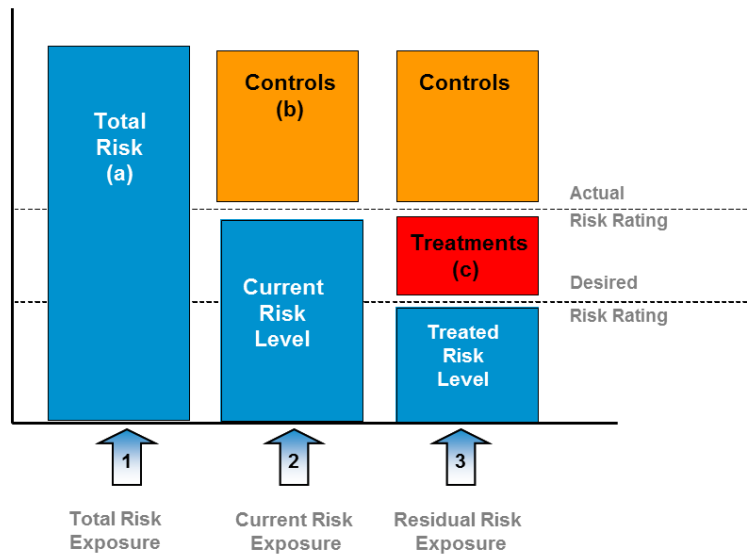 Total
Risk
(a)
Controls
(b)
Controls
Actual
Risk Rating
Treatments
(c)
Current
Risk
Level
Desired
Risk Rating
Treated
Risk
Level
1
2
3
Total Risk
Exposure
Current Risk
Exposure
Residual Risk
Exposure